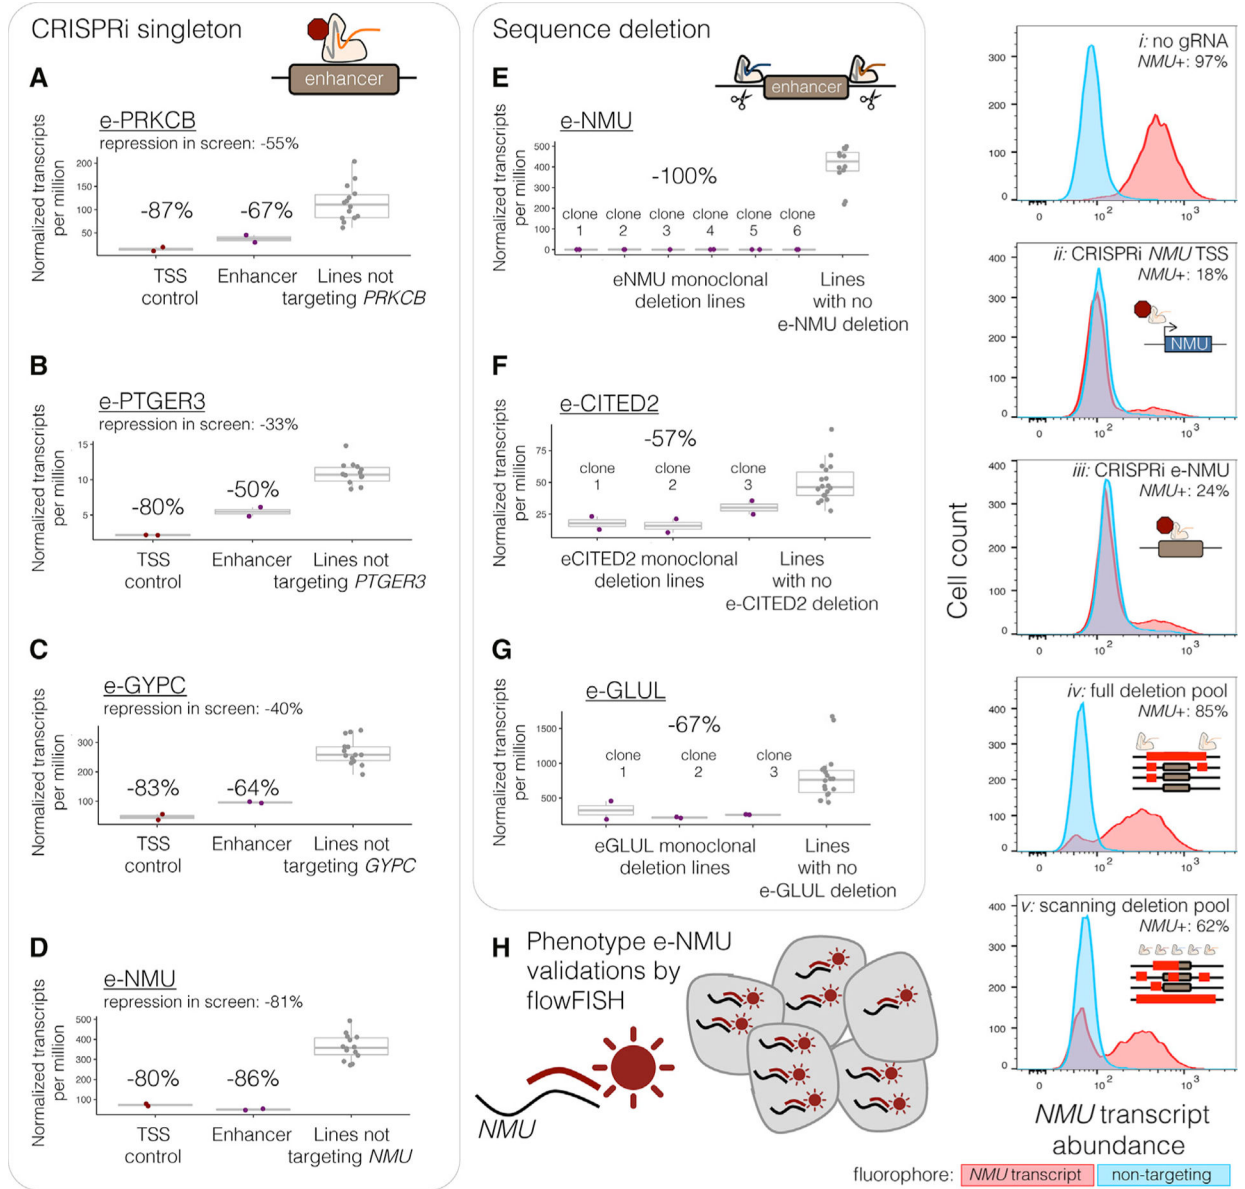 CRISPRi singleton
enhancer
A
e-PRKCB
repression in screen: -55%
Normalized transcripts
per million
200
150
100
50
-87%
-67%
TSS
control
Enhancer
Lines not
targeting PRKCB
B
e-PTGER3
repression in screen: -33%
Normalized transcripts
per million
15
10
5
-80%
-50%
TSS
control
Enhancer
Lines not
targeting PTGER3
C
e-GYPC
repression in screen: -40%
Normalized transcripts
per million
300
200
100
-83%
-64%
TSS
control
Enhancer
Lines not
targeting GYPC
D
e-NMU
repression in screen: -81%
Normalized transcripts
per million
500
400
300
200
100
-80%
-86%
TSS
control
Enhancer
Lines not
targeting NMU
Sequence deletion
enhancer
E
e-NMU
Normalized transcripts
per million
500
400
300
200
100
0
-100%
clone clone clone clone clone clone
1 2 3 4 5 6
eNMU monoclonal
deletion lines
Lines
with no
e-NMU deletion
F
e-CITED2
Normalized transcripts
per million
75
50
25
-57%
clone clone clone
1 2 3
eCITED2 monoclonal
deletion lines
Lines
with no
e-CITED2 deletion
G
e-GLUL
Normalized transcripts
per million
1500
1000
500
-67%
clone clone clone
1 2 3
eGLUL monoclonal
deletion lines
Lines
with no
e-GLUL deletion
H
Phenotype e-NMU
validations by
flowFISH
NMU
Cell count
i: no gRNA
NMU+: 97%
300
200
100
0
0 10² 10³
ii: CRISPRi NMU TSS
NMU+: 18%
NMU
400
300
200
100
0
0 10² 10³
iii: CRISPRi e-NMU
NMU+: 24%
400
300
200
100
0
0 10² 10³
iv: full deletion pool
NMU+: 85%
400
300
200
100
0
0 10² 10³
v: scanning deletion pool
NMU+: 62%
400
300
200
100
0
0 10² 10³
NMU transcript
abundance
fluorophore: NMU transcript non-targeting